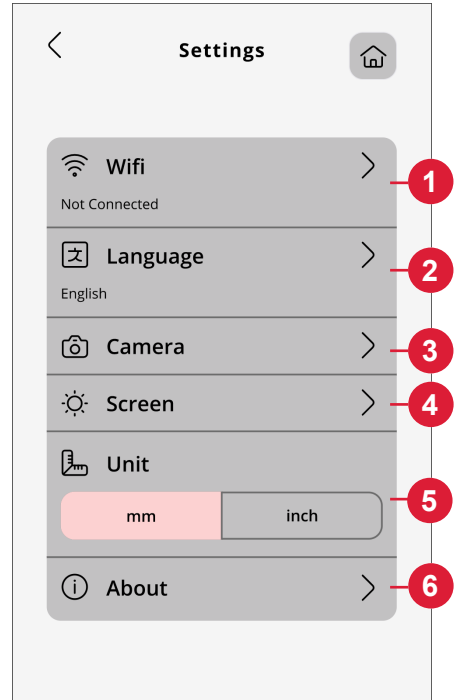 Settings
Wifi
1
Not Connected
Language
2
English
Camera
3
Screen
4
Unit
5
mm inch
About
6